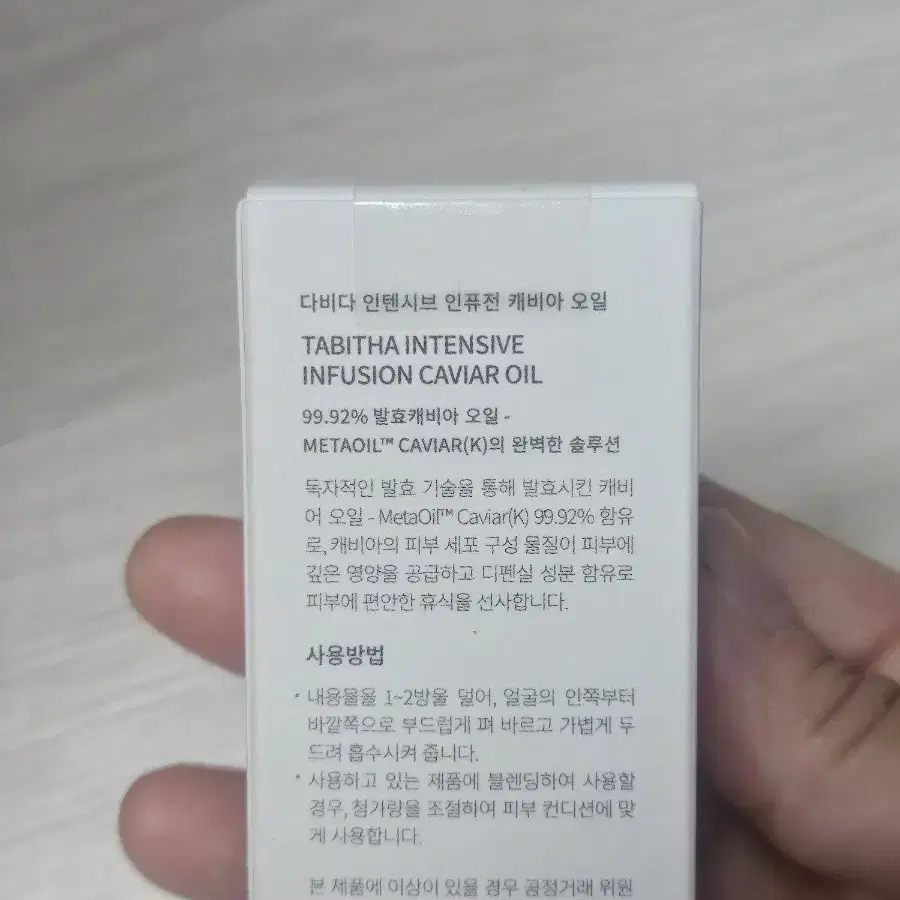 다비다 인텐시브 인퓨전 캐비아 오일
TABITHA INTENSIVE
INFUSION CAVIAR OIL
99.92% 발효캐비아 오일 -
METAOIL™ CAVIAR(K)의 완벽한 솔루션
독자적인 발효 기술을 통해 발효시킨 캐비
어 오일 - MetaOil™ Caviar(K) 99.92% 함유
로, 캐비아의 피부 세포 구성 물질이 피부에
깊은 영양을 공급하고 디펜실 성분 함유로
피부에 편안한 휴식을 선사합니다.
사용방법
• 내용물을 1~2방울 덜어, 얼굴의 안쪽부터
바깥쪽으로 부드럽게 펴 바르고 가볍게 두
드려 흡수시켜 줍니다.
• 사용하고 있는 제품에 블렌딩하여 사용할
경우, 첨가량을 조절하여 피부 컨디션에 맞
게 사용합니다.
본 제품에 이상이 있을 경우 공정거래 위원